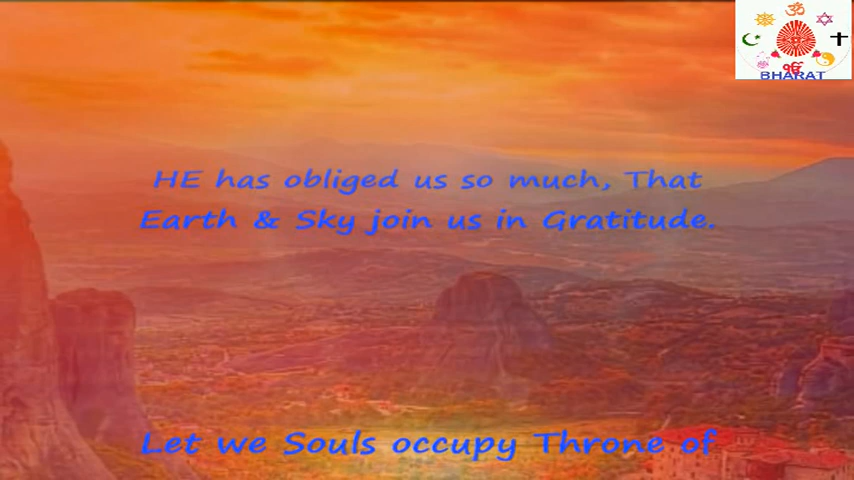 ॐ
ੴ
BHARAT
HE has obliged us so much, That
Earth & Sky join us in Gratitude.
Let we Souls occupy Throne of